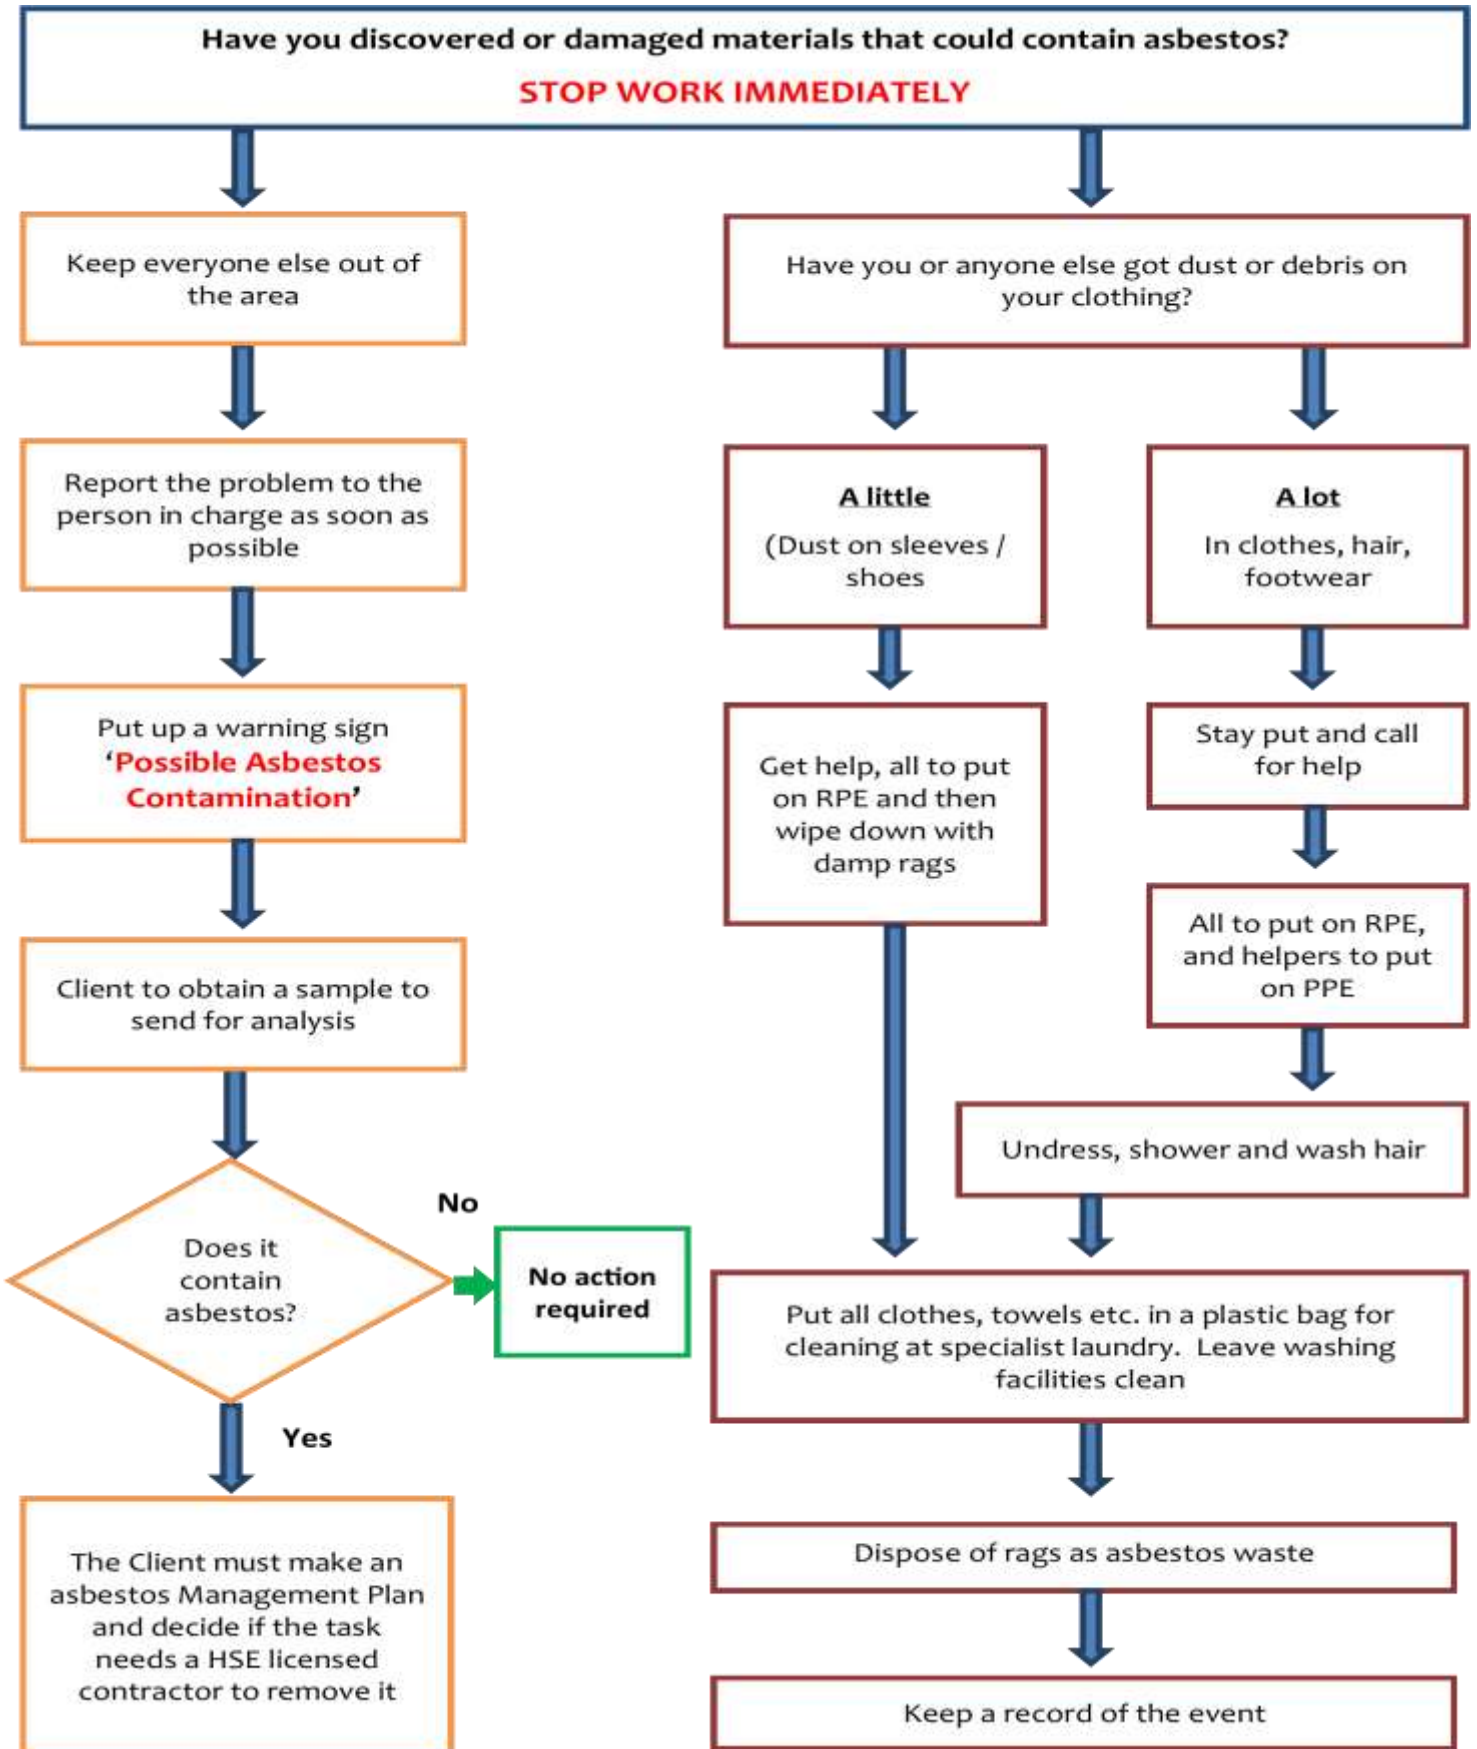 Have you discovered or damaged materials that could contain asbestos?
STOP WORK IMMEDIATELY
Keep everyone else out of
the area
Report the problem to the
person in charge as soon as
possible
Put up a warning sign
‘Possible Asbestos
Contamination’
Client to obtain a sample to
send for analysis
Does it
contain
asbestos?
No
No action
required
Yes
The Client must make an
asbestos Management Plan
and decide if the task
needs a HSE licensed
contractor to remove it
Have you or anyone else got dust or debris on
your clothing?
A little
(Dust on sleeves /
shoes
Get help, all to put
on RPE and then
wipe down with
damp rags
A lot
In clothes, hair,
footwear
Stay put and call
for help
All to put on RPE,
and helpers to put
on PPE
Undress, shower and wash hair
Put all clothes, towels etc. in a plastic bag for
cleaning at specialist laundry.  Leave washing
facilities clean
Dispose of rags as asbestos waste
Keep a record of the event